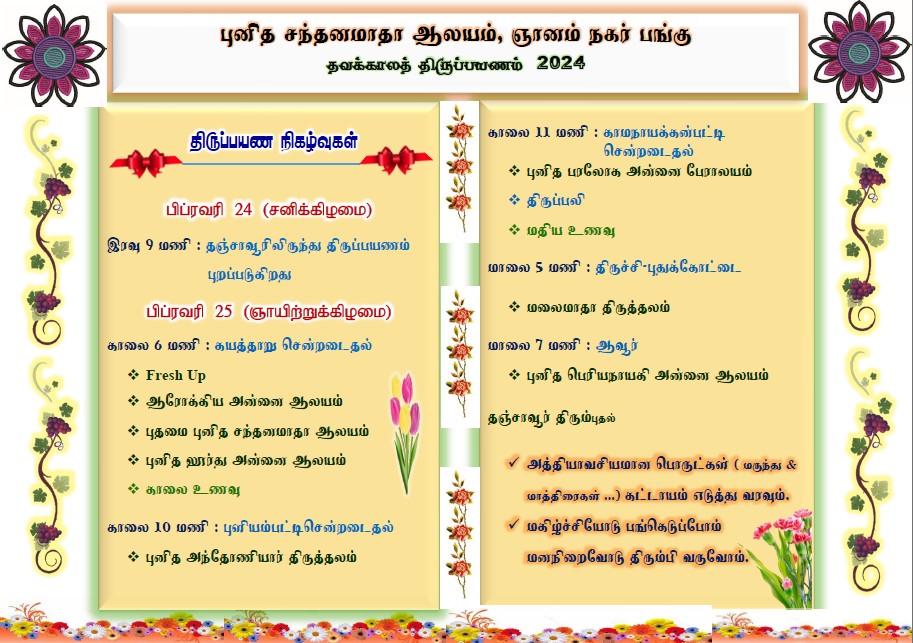 புனித சந்தனமாதா ஆலயம், ஞானம் நகர் பங்கு
தவக்காலத் திருப்பயணம் 2024
திருப்பயண நிகழ்வுகள்
பிப்ரவரி 24 (சனிக்கிழமை)
இரவு 9 மணி : தஞ்சாவூரிலிருந்து திருப்பயணம்
புறப்படுகிறது
பிப்ரவரி 25 (ஞாயிற்றுக்கிழமை)
காலை 6 மணி : கயத்தாறு சென்றடைதல்
❖ Fresh Up
❖ ஆரோக்கிய அன்னை ஆலயம்
❖ புதுமை புனித சந்தனமாதா ஆலயம்
❖ புனித லூர்து அன்னை ஆலயம்
❖ காலை உணவு
காலை 10 மணி : புளியம்பட்டிசென்றடைதல்
❖ புனித அந்தோணியார் திருத்தலம்
காலை 11 மணி : காமநாயக்கன்பட்டி
சென்றடைதல்
❖ புனித பரலோக அன்னை பேராலயம்
❖ திருப்பலி
❖ மதிய உணவு
மாலை 5 மணி : திருச்சி-புதுக்கோட்டை
❖ மலைமாதா திருத்தலம்
மாலை 7 மணி : ஆவூர்
❖ புனித பெரியநாயகி அன்னை ஆலயம்
தஞ்சாவூர் திரும்புதல்
✓ அத்தியாவசியமான பொருட்கள் ( மருந்து &
மாத்திரைகள் ...) கட்டாயம் எடுத்து வரவும்.
✓ மகிழ்ச்சியோடு பங்கெடுப்போம்
மனநிறைவோடு திரும்பி வருவோம்.